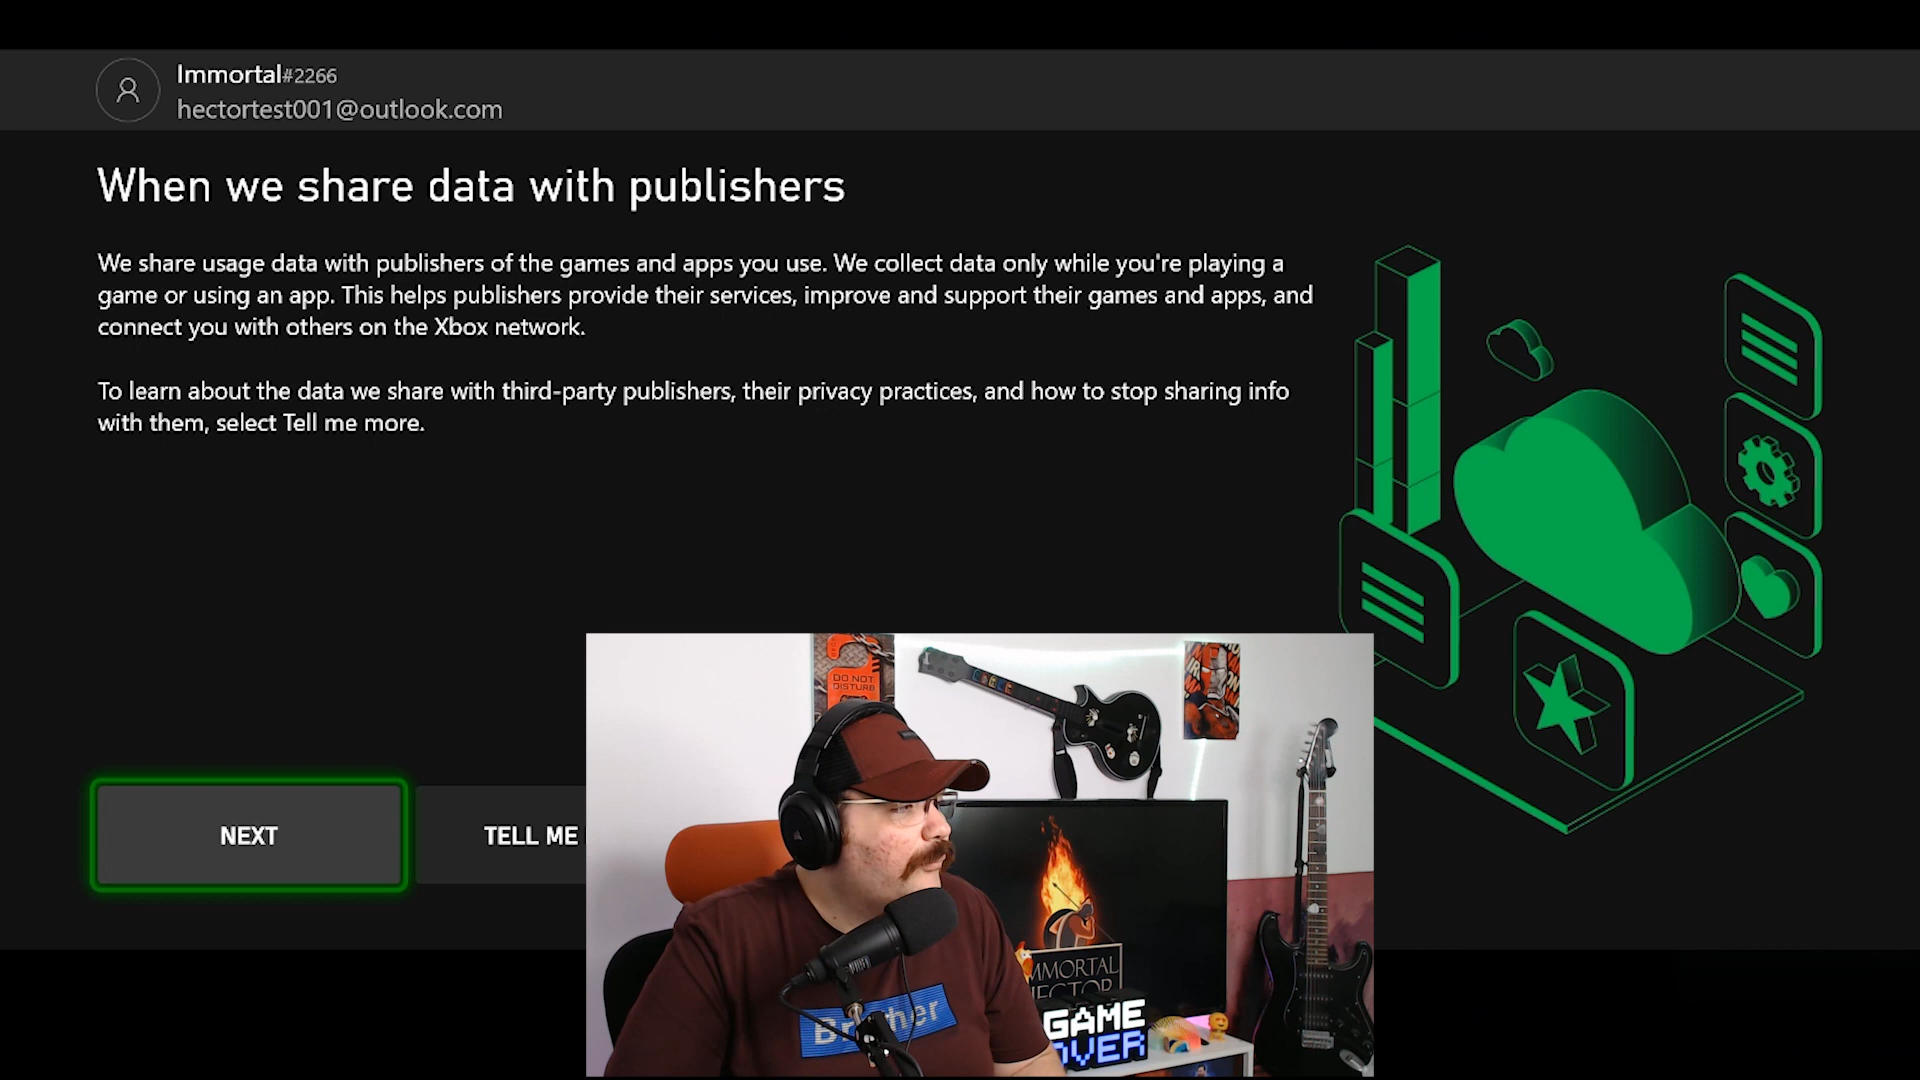 Immortal#2266
hectortest001@outlook.com
When we share data with publishers
We share usage data with publishers of the games and apps you use. We collect data only while you're playing a
game or using an app. This helps publishers provide their services, improve and support their games and apps, and
connect you with others on the Xbox network.
To learn about the data we share with third-party publishers, their privacy practices, and how to stop sharing info
with them, select Tell me more.
NEXT
TELL ME
DO NOT
DISTURB
MMORTAL
HECTOR
GAME
OVER